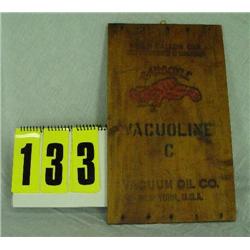 GARGOYLE
VACUOLINE
C
VACUUM OIL CO.
NEW YORK, U.S.A.
133